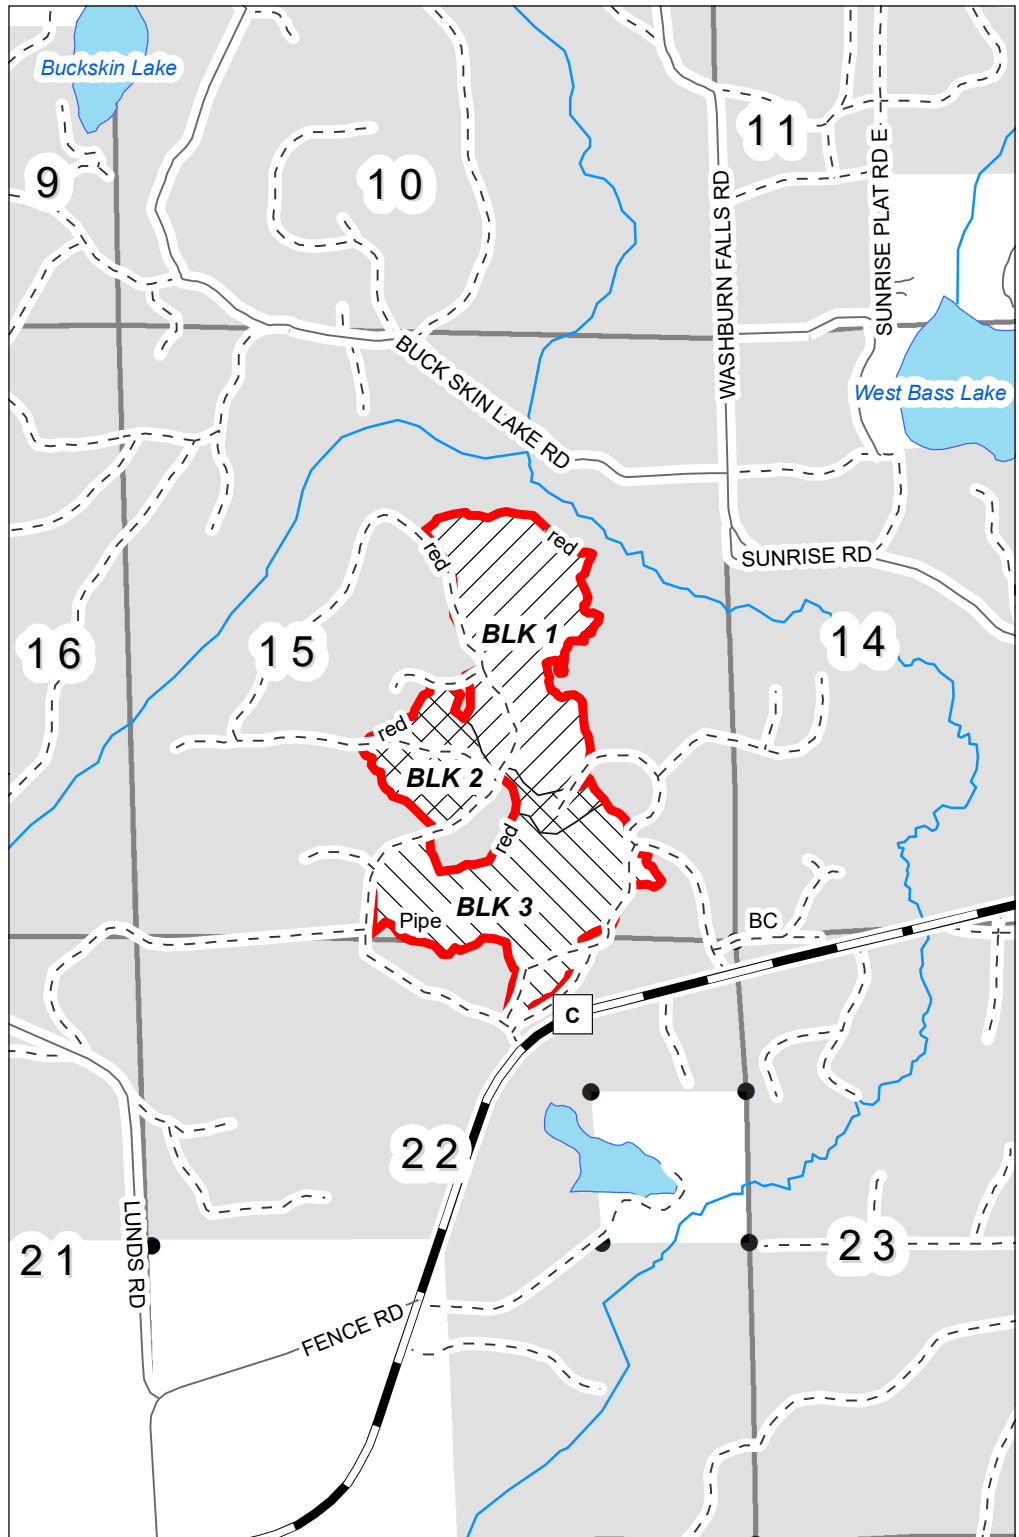 Buckskin Lake
11
9
10
WASHBURN FALLS RD
SUNRISE PLAT RD E
BUCK SKIN LAKE RD
West Bass Lake
red
red
SUNRISE RD
BLK 1
16
15
14
red
BLK 2
red
BLK 3
Pipe
BC
C
22
21
LUNDS RD
23
FENCE RD